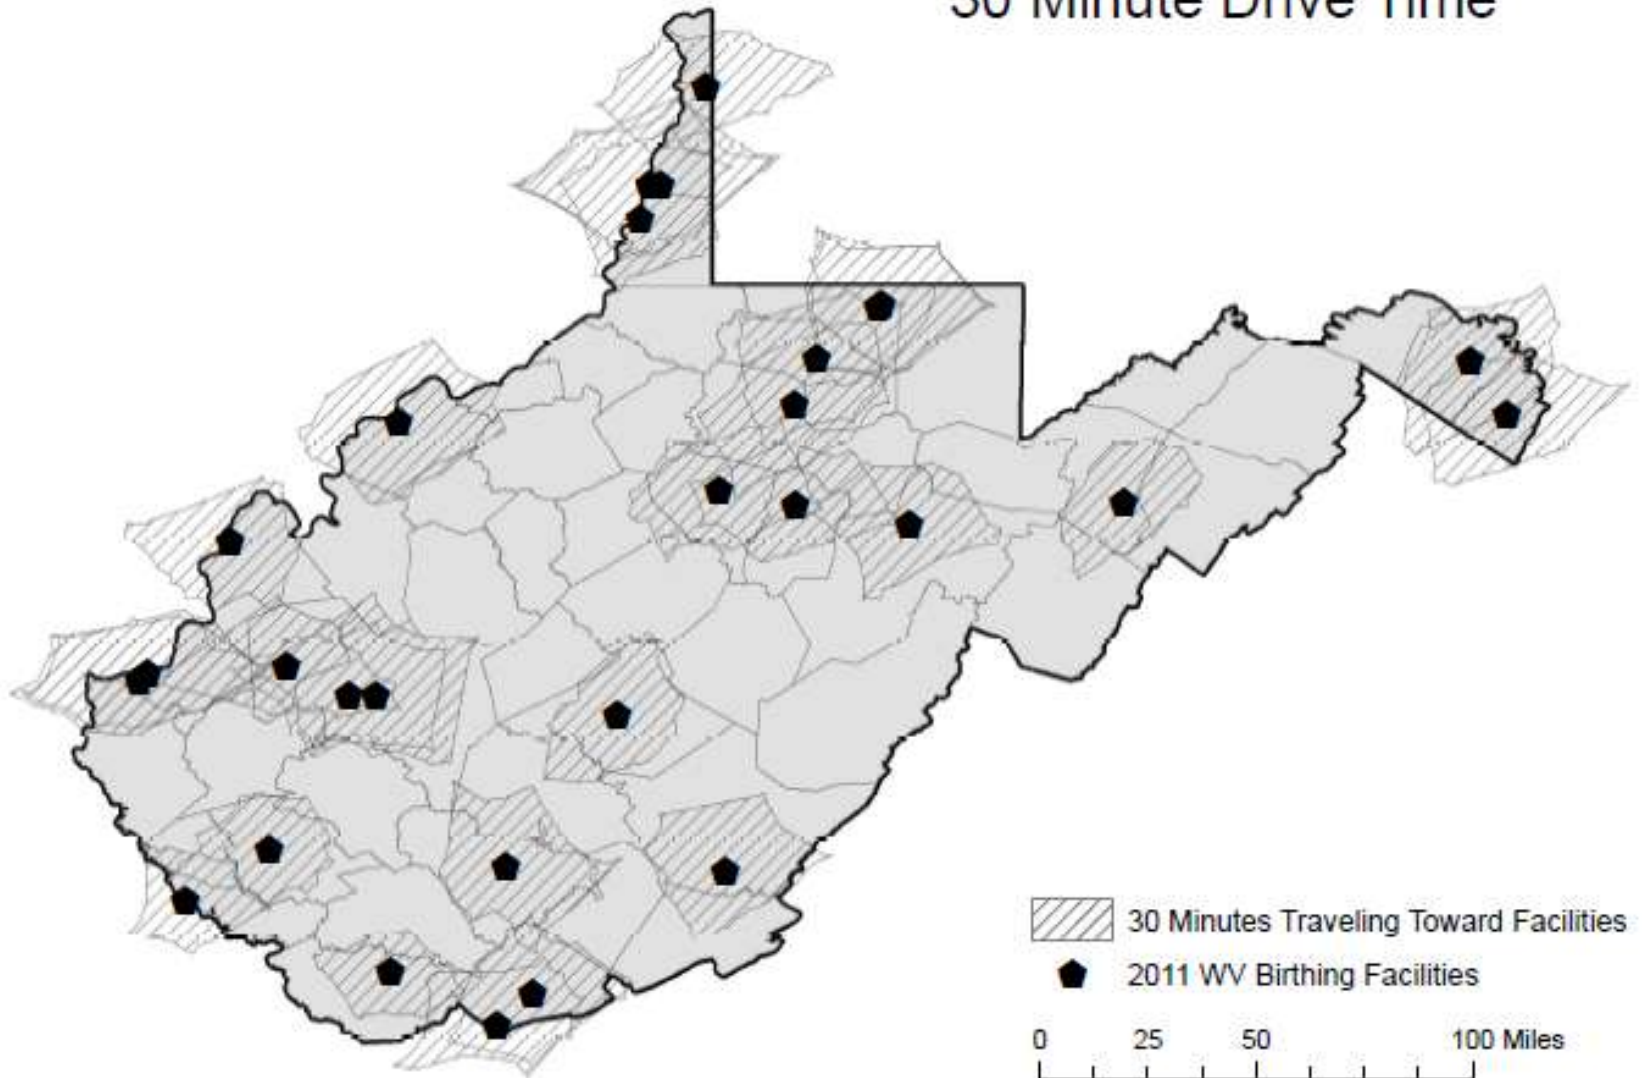 30 Minute Drive Time
30 Minutes Traveling Toward Facilities
2011 WV Birthing Facilities
0 25 50 100 Miles